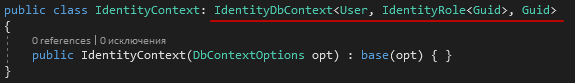 public class IdentityContext: IdentityDbContext<User, IdentityRole<Guid>, Guid>
{
0 references | 0 исключения
public IdentityContext(DbContextOptions opt) : base(opt) { }
}